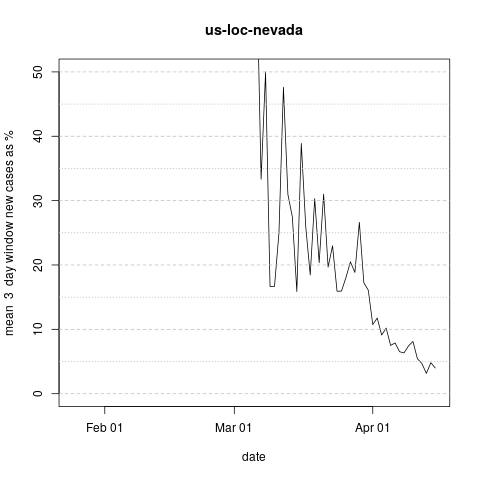 us-loc-nevada
mean  3  day window new cases as %
50
40
30
20
10
0
Feb 01
Mar 01
Apr 01
date